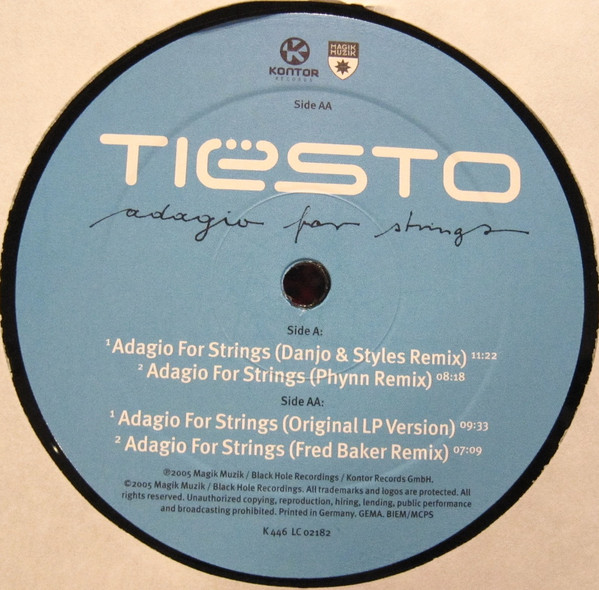 KONTOR
RECORDS
MAGIK
MUZIK
Side AA
TIËSTO
adagio for strings
Side A:
¹Adagio For Strings (Danjo & Styles Remix) 11:22
² Adagio For Strings (Phynn Remix) 08:18
Side AA:
¹Adagio For Strings (Original LP Version) 09:33
² Adagio For Strings (Fred Baker Remix) 07:09
℗2005 Magik Muzik / Black Hole Recordings / Kontor Records GmbH.
©2005 Magik Muzik / Black Hole Recordings. All trademarks and logos are protected. All
rights reserved. Unauthorized copying, reproduction, hiring, lending, public performance
and broadcasting prohibited. Printed in Germany. GEMA. BIEM/MCPS
K 446 LC 02182